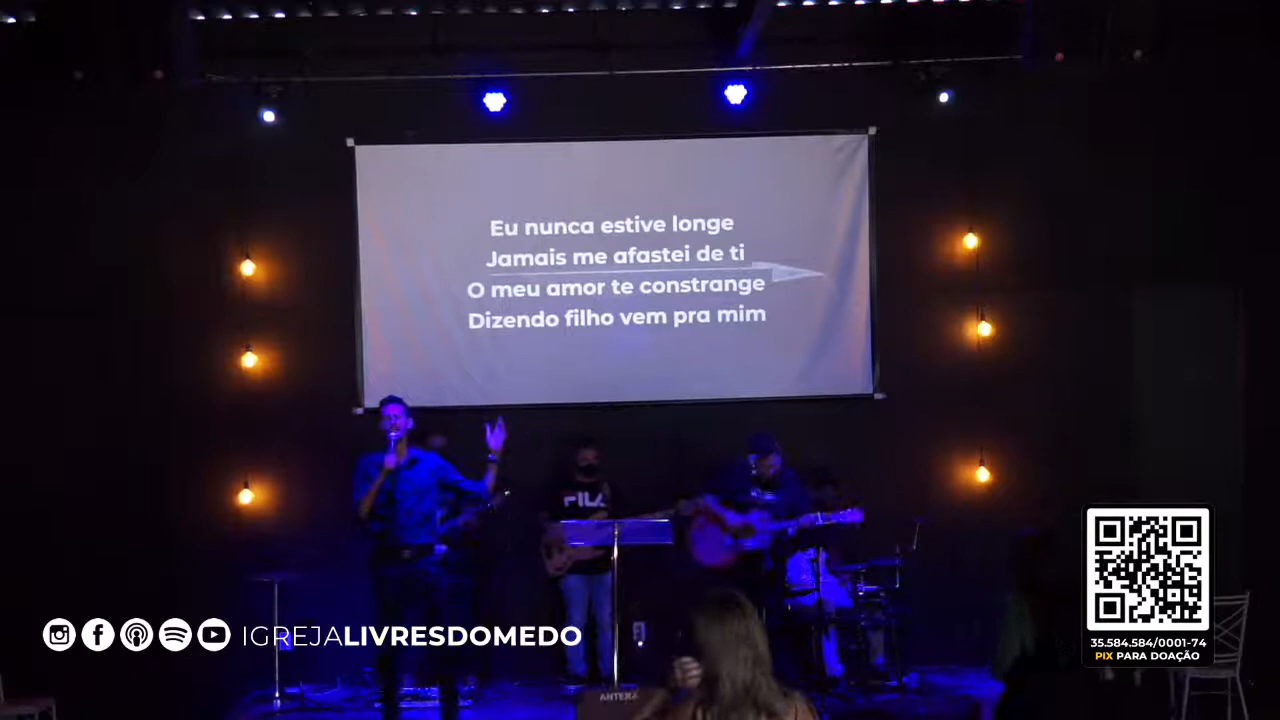 Eu nunca estive longe
Jamais me afastei de ti
O meu amor te constrange
Dizendo filho vem pra mim
FILA
IGREJALIVRESDOMEDO
35.584.584/0001-74
PIX PARA DOAÇÃO
ANTERA